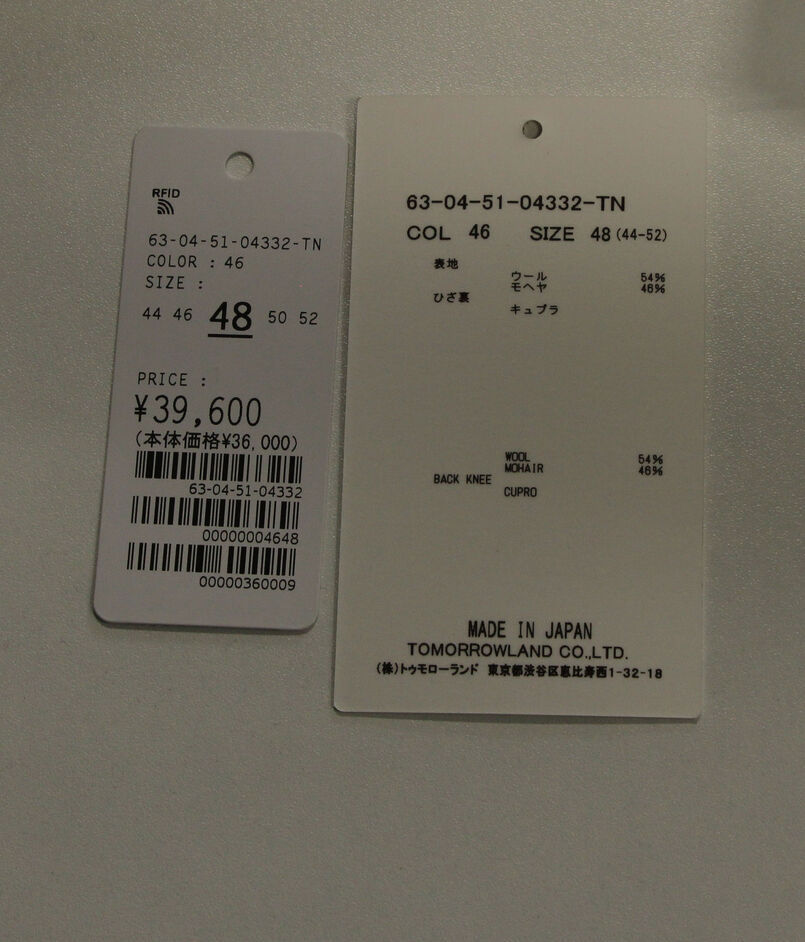 RFID
63-04-51-04332-TN
COLOR : 46
SIZE :
44 46 48 50 52
PRICE :
¥39,600
(本体価格¥36,000)
63-04-51-04332
00000004648
00000360009
63-04-51-04332-TN
COL 46 SIZE 48 (44-52)
表地
ウール 54%
モヘヤ 46%
ひざ裏
キュプラ
WOOL 54%
MOHAIR 46%
BACK KNEE
CUPRO
MADE IN JAPAN
TOMORROWLAND CO.,LTD.
(株)トゥモローランド 東京都渋谷区恵比寿西1-32-18